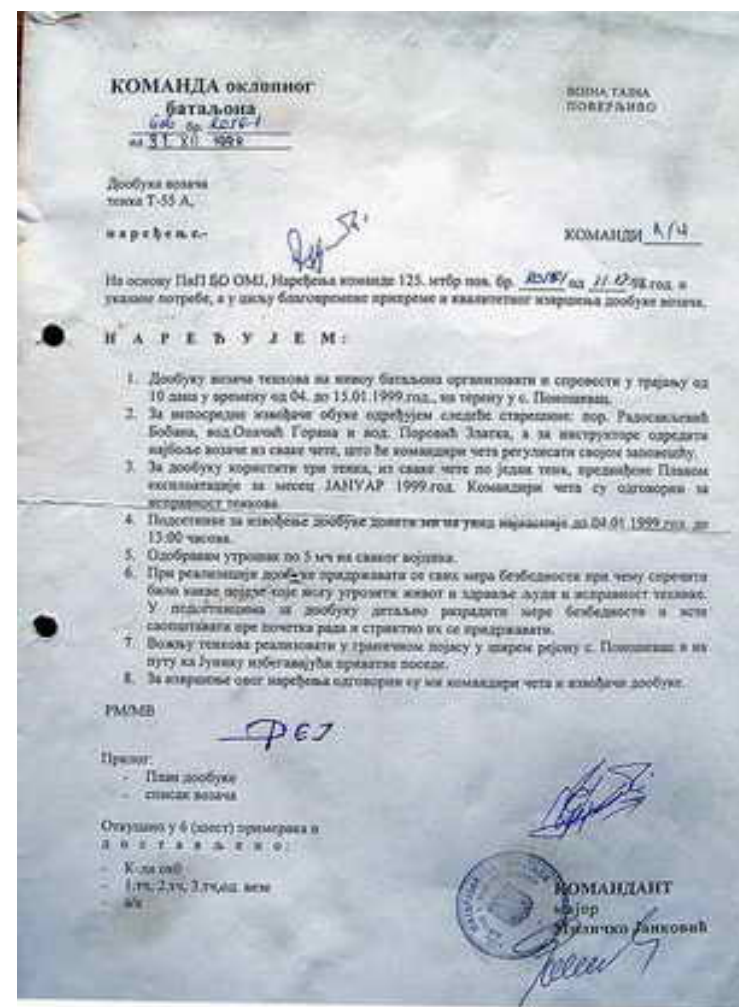 КОМАНДА оклопног
батаљона
бр.
31. XII 1998
ВОЈНА ТАЈНА
ПОВЕРЉИВО
Дообука возача
тенка Т-55 А,
наређење.-
КОМАНДИ
На основу ПнП БО ОМЈ, Наређења команде 125. мтбр пов. бр. од 11.12.98.год. и
указане потребе, а у циљу благовремене припреме и квалитетног извршења дообуке возача,
Н А Р Е Ђ У Ј Е М :
1. Дообуку возача тенкова на нивоу батаљона организовати и спровести у трајању од
10 дана у времену од 04. до 15.01.1999.год., на терену у с. Поношевац.
2. За непосредне извођаче обуке одређујем следеће старешине: пор. Радосављевић
Бобана, вод. Горана и вод. Поровић Златка, а за инструкторе одредити
најбоље возаче из сваке чете, што ће командири чета регулисати својом заповешћу.
3. За дообуку користити три тенка, из сваке чете по један тенк, предвиђене Планом
експлоатације за месец ЈАНУАР 1999.год. Командири чета су одговорни за
исправност тенкова.
4. Подсетнике за извођење дообуке донети ми на увид најкасније до 04.01.1999.год. до
13:00 часова.
5. Одобравам утрошак по 5 мч на сваког војника.
6. При реализацији дообуке придржавати се свих мера безбедности при чему спречити
било какве појаве које могу угрозити живот и здравље људи и исправност технике.
У подсетницима за дообуку детаљно разрадити мере безбедности и исте
саопштавати пре почетка рада и стриктно их се придржавати.
7. Вожњу тенкова реализовати у граничном појасу у ширем рејону с. Поношевац и на
путу ка Јунику избегавајући приватне поседе.
8. За извршење овог наређења одговорни су ми командири чета и извођачи дообуке.
РМ/МВ
Прилог:
- План дообуке
- списак возача
Откуцано у 6 (шест) примерака и
д о с т а в љ е н о :
- К-да окб
- 1.тч, 2.тч, 3.тч, од. везе
- а/а
КОМАНДАНТ
мајор
Миличко Јанковић